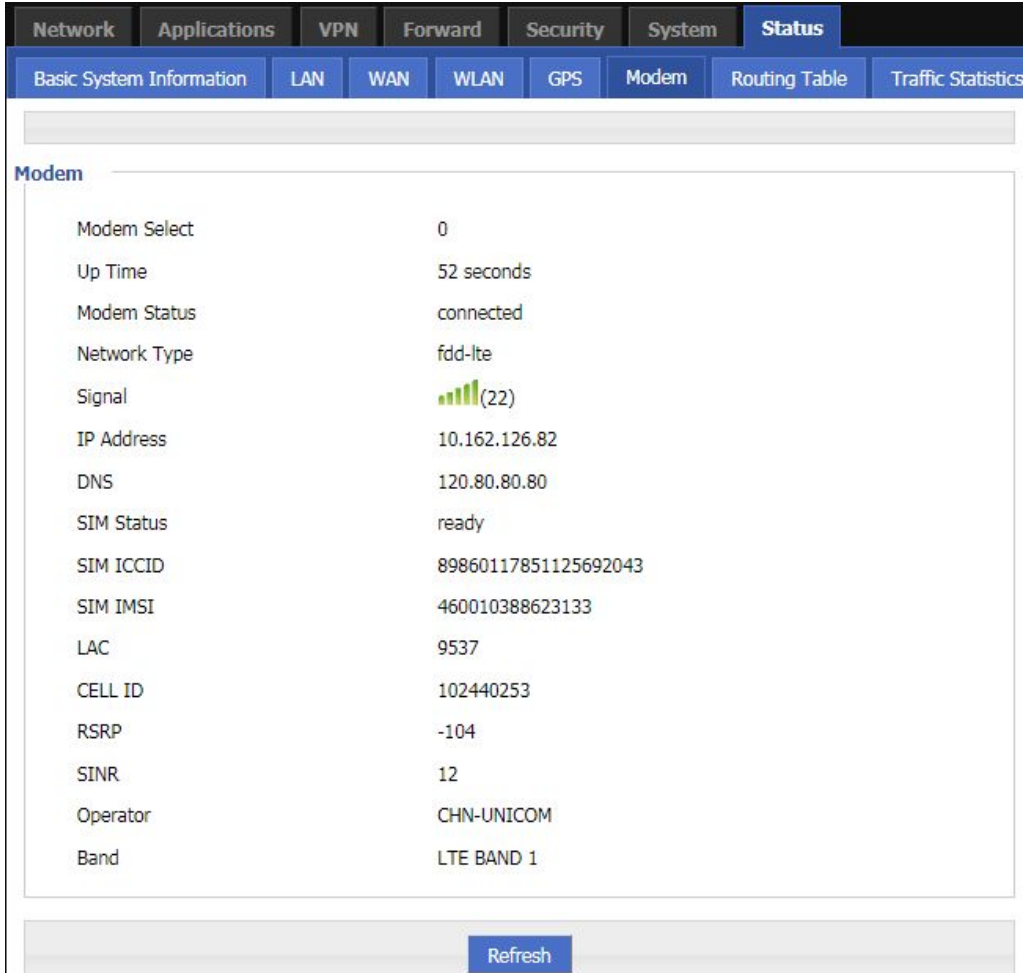 Network Applications VPN Forward Security System Status
Basic System Information LAN WAN WLAN GPS Modem Routing Table Traffic Statistics
Modem
Modem Select 0
Up Time 52 seconds
Modem Status connected
Network Type fdd-lte
Signal (22)
IP Address 10.162.126.82
DNS 120.80.80.80
SIM Status ready
SIM ICCID 89860117851125692043
SIM IMSI 460010388623133
LAC 9537
CELL ID 102440253
RSRP -104
SINR 12
Operator CHN-UNICOM
Band LTE BAND 1
Refresh